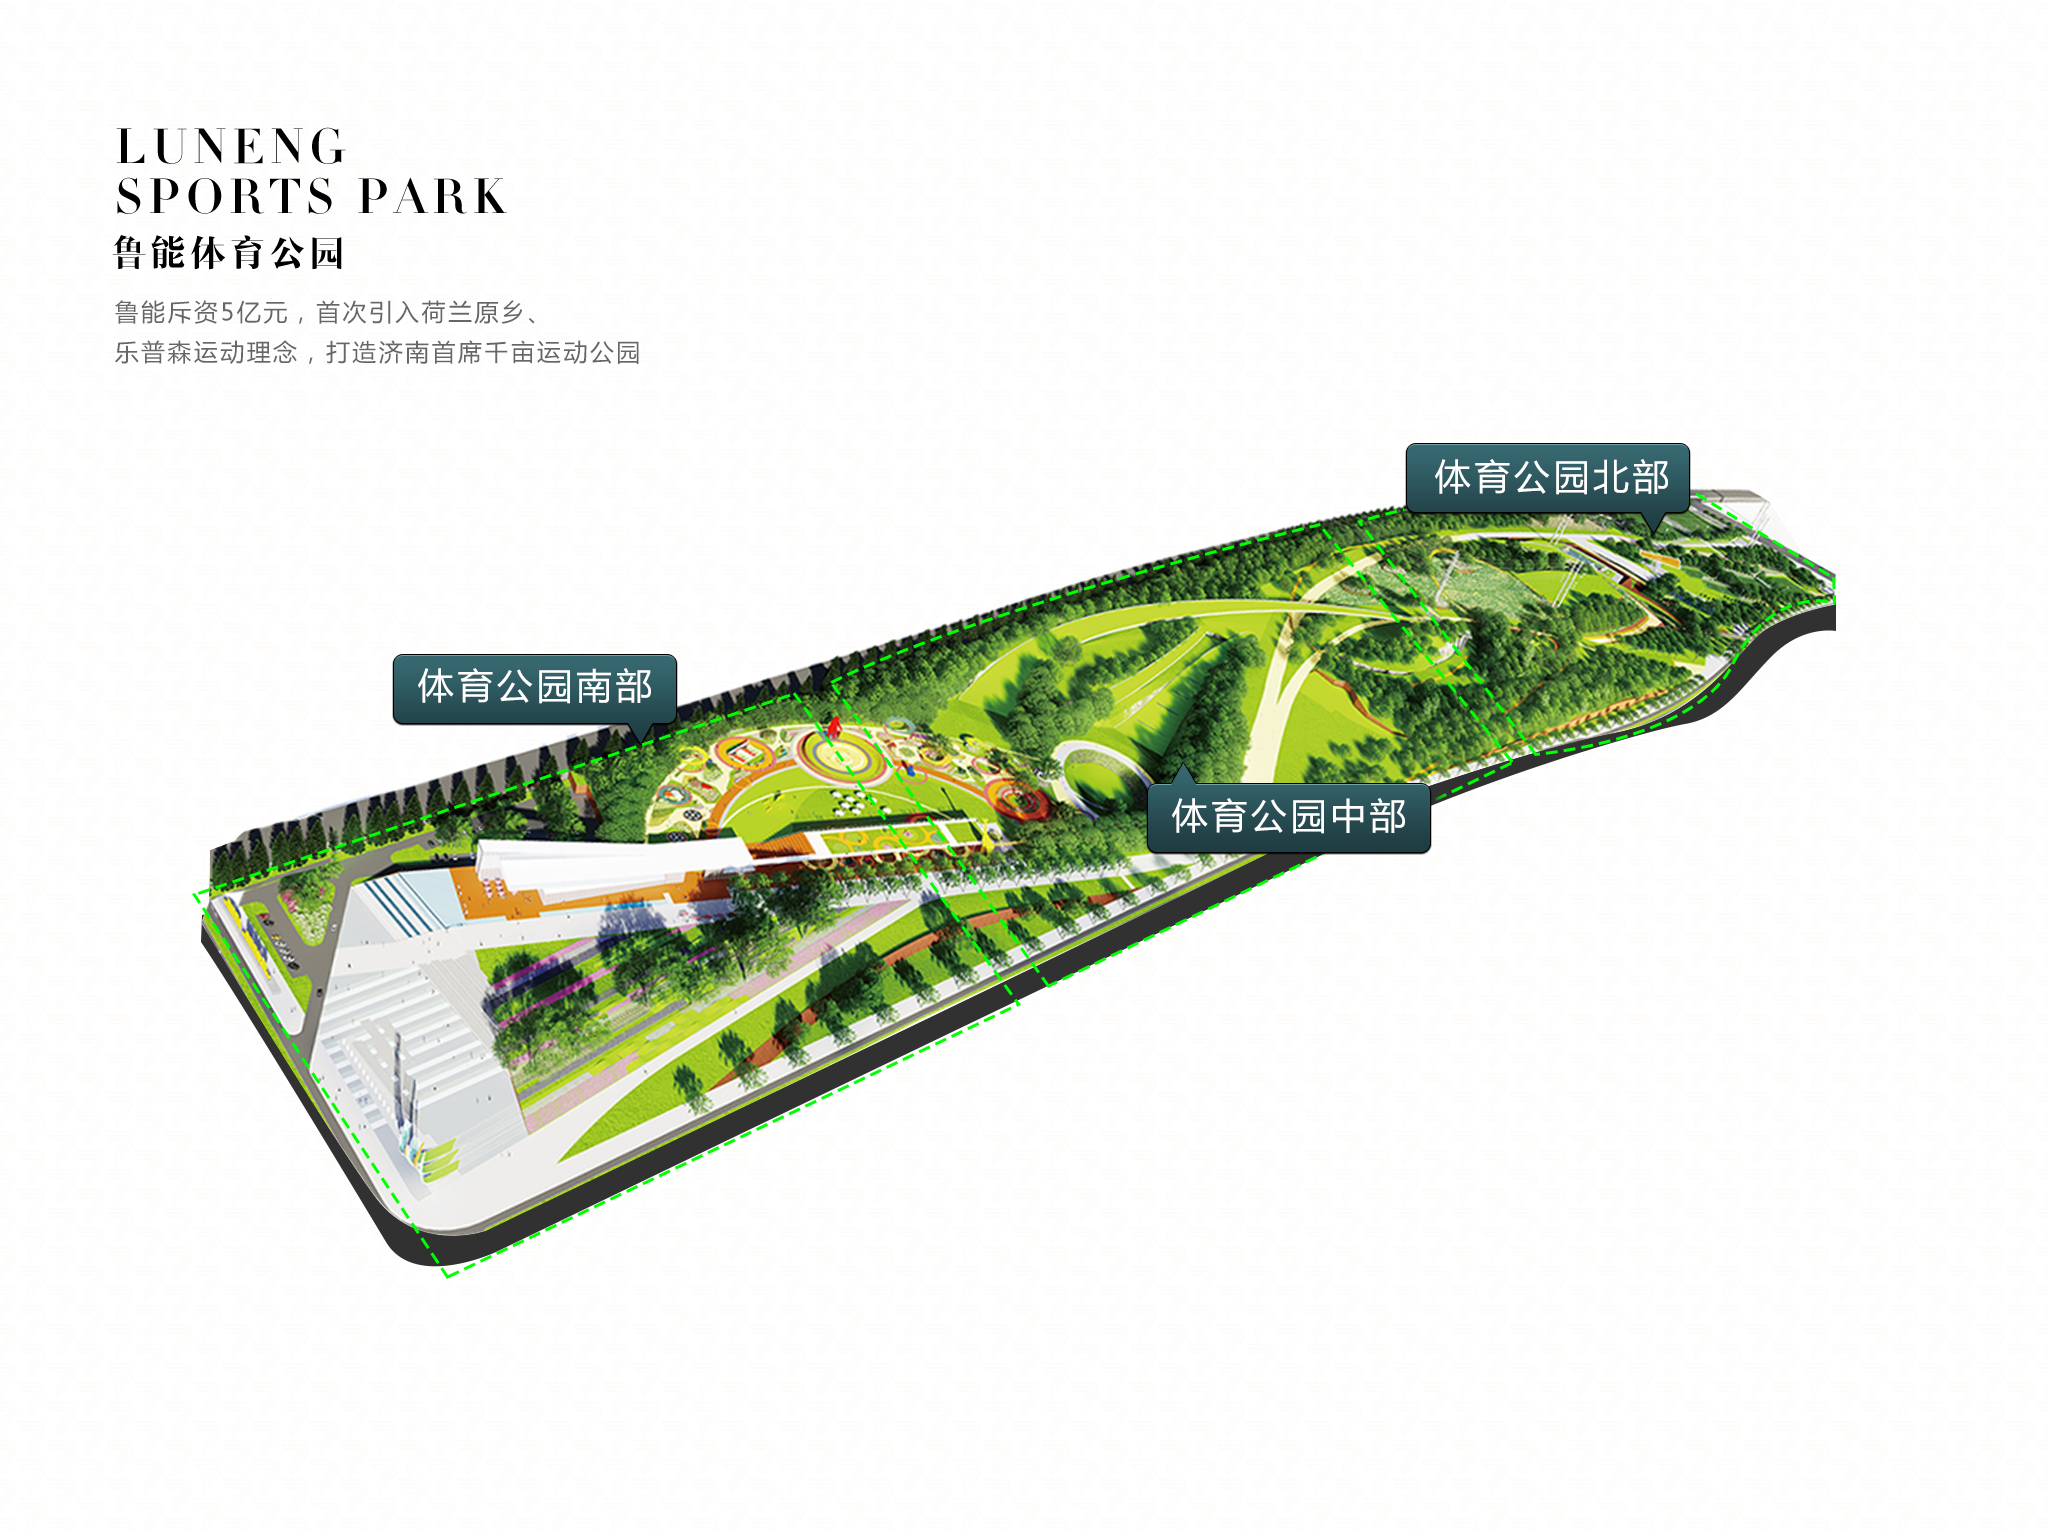 LUNENG
SPORTS PARK
鲁能体育公园
鲁能斥资5亿元，首次引入荷兰原乡、
乐普森运动理念，打造济南首席千亩运动公园
体育公园北部
体育公园南部
体育公园中部